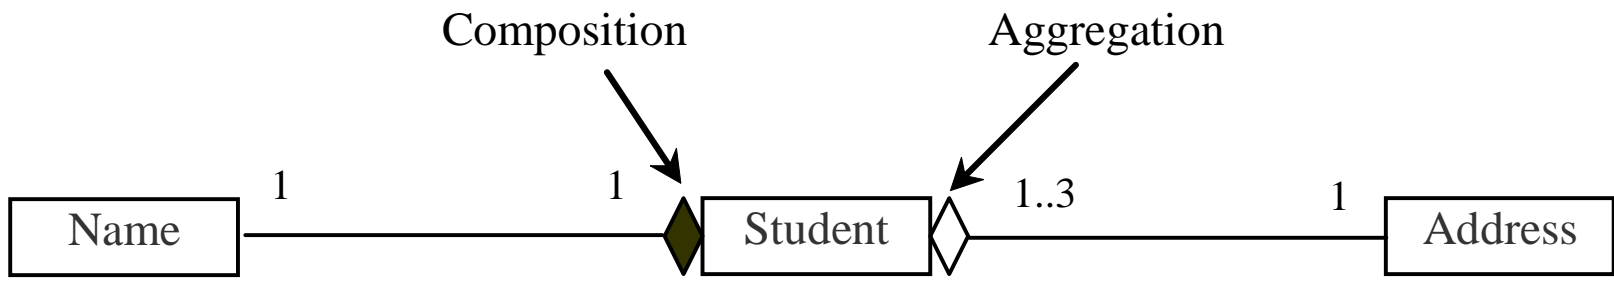 Composition Aggregation
1 1 1..3 1
Name Student Address